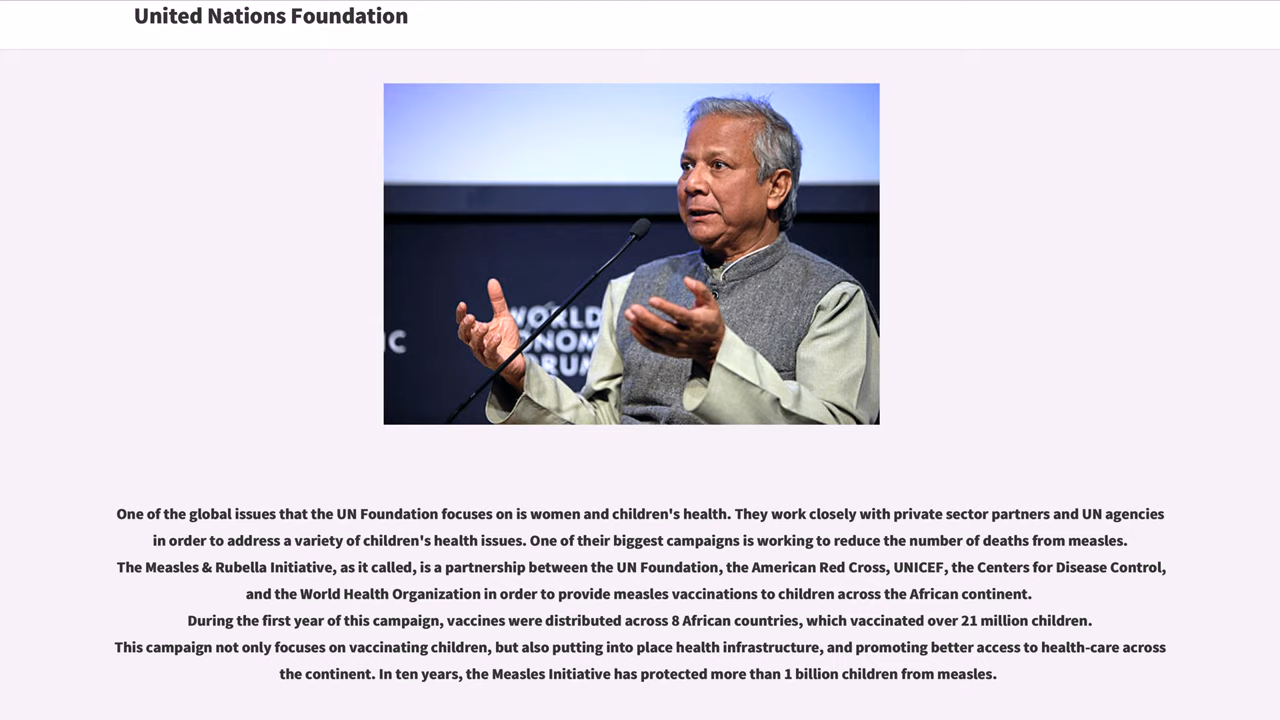 United Nations Foundation
IC
WORLD
ONOM
ORUM
One of the global issues that the UN Foundation focuses on is women and children's health. They work closely with private sector partners and UN agencies
in order to address a variety of children's health issues. One of their biggest campaigns is working to reduce the number of deaths from measles.
The Measles & Rubella Initiative, as it called, is a partnership between the UN Foundation, the American Red Cross, UNICEF, the Centers for Disease Control,
and the World Health Organization in order to provide measles vaccinations to children across the African continent.
During the first year of this campaign, vaccines were distributed across 8 African countries, which vaccinated over 21 million children.
This campaign not only focuses on vaccinating children, but also putting into place health infrastructure, and promoting better access to health-care across
the continent. In ten years, the Measles Initiative has protected more than 1 billion children from measles.